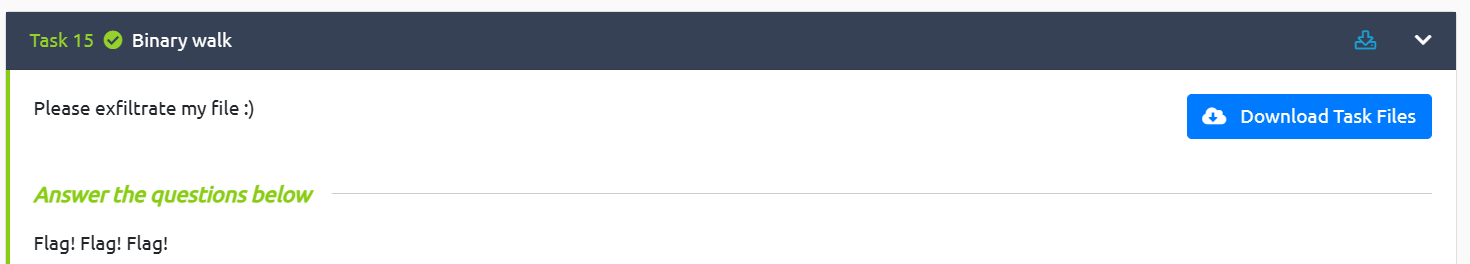 Task 15 Binary walk
Please exfiltrate my file :)
Download Task Files
Answer the questions below
Flag! Flag! Flag!